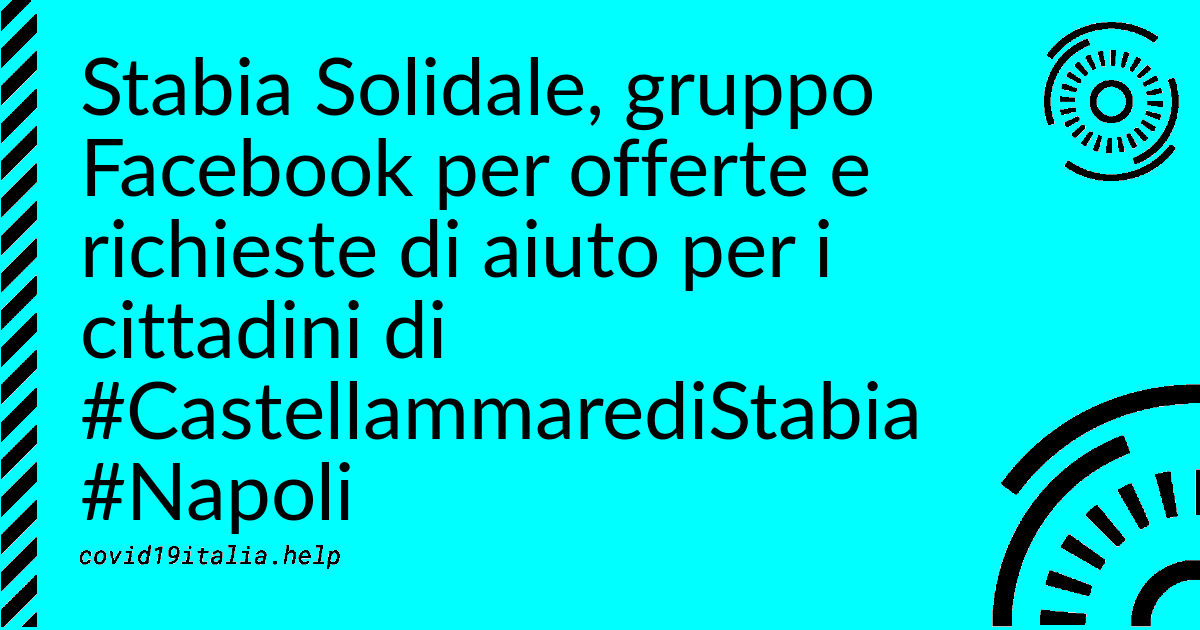 Stabia Solidale, gruppo
Facebook per offerte e
richieste di aiuto per i
cittadini di
#CastellammarediStabia
#Napoli
covid19italia.help